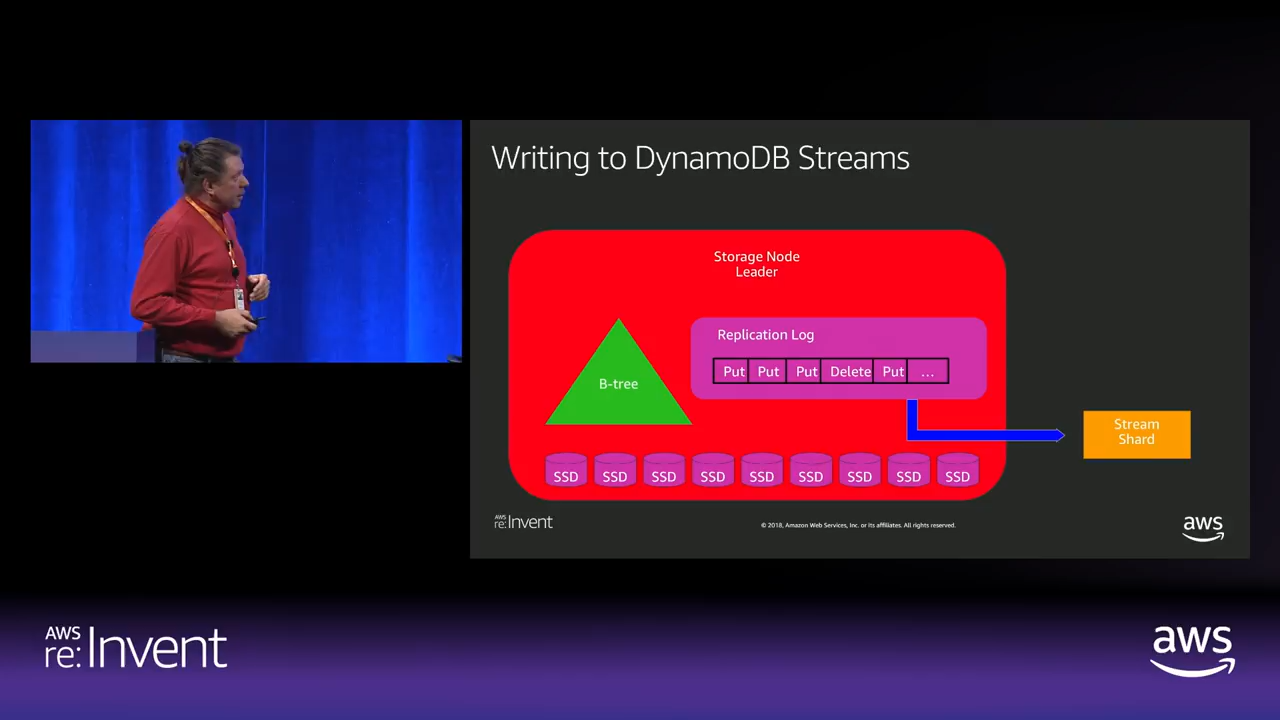 Writing to DynamoDB Streams
Storage Node
Leader
Replication Log
Put Put Put Delete Put ...
B-tree
Stream
Shard
SSD SSD SSD SSD SSD SSD SSD SSD SSD
AWS
re:Invent
© 2018, Amazon Web Services, Inc. or its affiliates. All rights reserved.
aws
AWS
re:Invent
aws